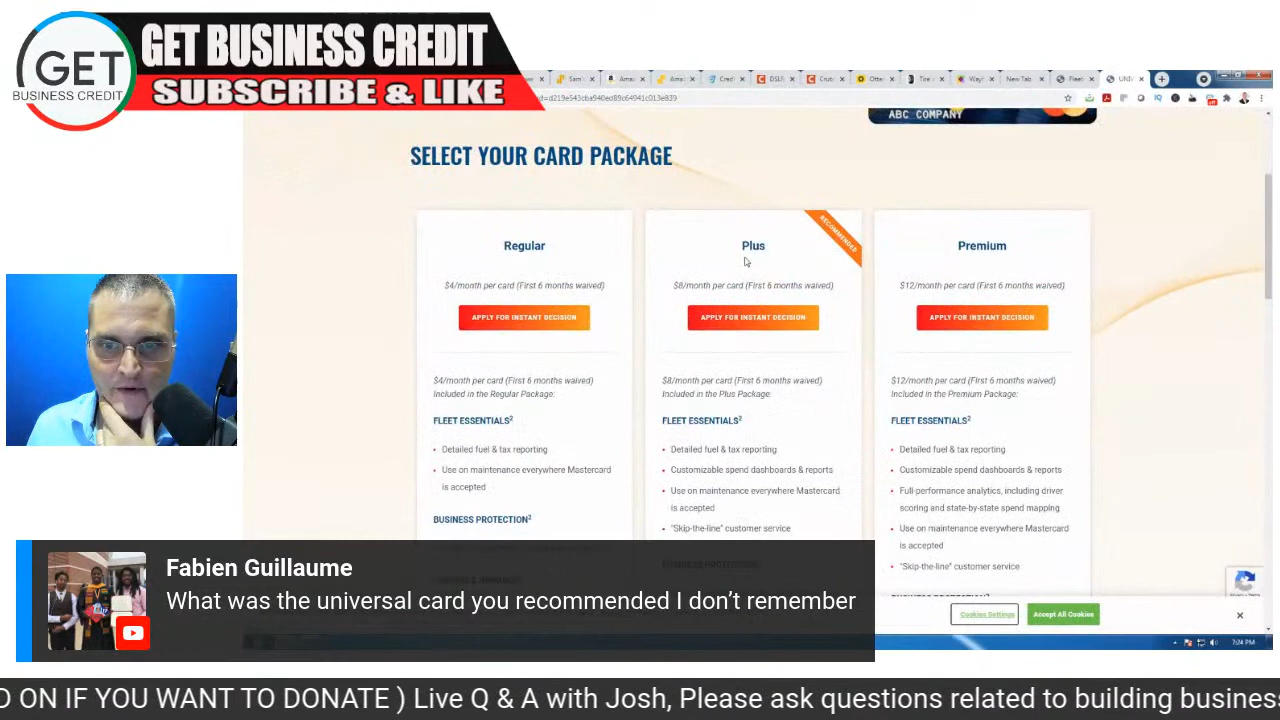 GET
BUSINESS CREDIT
GET BUSINESS CREDIT
SUBSCRIBE & LIKE
New Tab
=d219e543cba940ed89c64941c013e839
ABC COMPANY
SELECT YOUR CARD PACKAGE
Regular
$4/month per card (First 6 months waived)
APPLY FOR INSTANT DECISION
$4/month per card (First 6 months waived)
Included in the Regular Package:
FLEET ESSENTIALS²
• Detailed fuel & tax reporting
• Use on maintenance everywhere Mastercard
is accepted
BUSINESS PROTECTION²
RECOMMENDED
Plus
$8/month per card (First 6 months waived)
APPLY FOR INSTANT DECISION
$8/month per card (First 6 months waived)
Included in the Plus Package:
FLEET ESSENTIALS²
• Detailed fuel & tax reporting
• Customizable spend dashboards & reports
• Use on maintenance everywhere Mastercard
is accepted
• "Skip-the-line" customer service
Premium
$12/month per card (First 6 months waived)
APPLY FOR INSTANT DECISION
$12/month per card (First 6 months waived)
Included in the Premium Package:
FLEET ESSENTIALS²
• Detailed fuel & tax reporting
• Customizable spend dashboards & reports
• Full-performance analytics, including driver
scoring and state-by-state spend mapping
• Use on maintenance everywhere Mastercard
is accepted
• "Skip-the-line" customer service
Cookies Settings
Accept All Cookies
7:24 PM
Fabien Guillaume
What was the universal card you recommended I don’t remember
D ON IF YOU WANT TO DONATE ) Live Q & A with Josh, Please ask questions related to building business